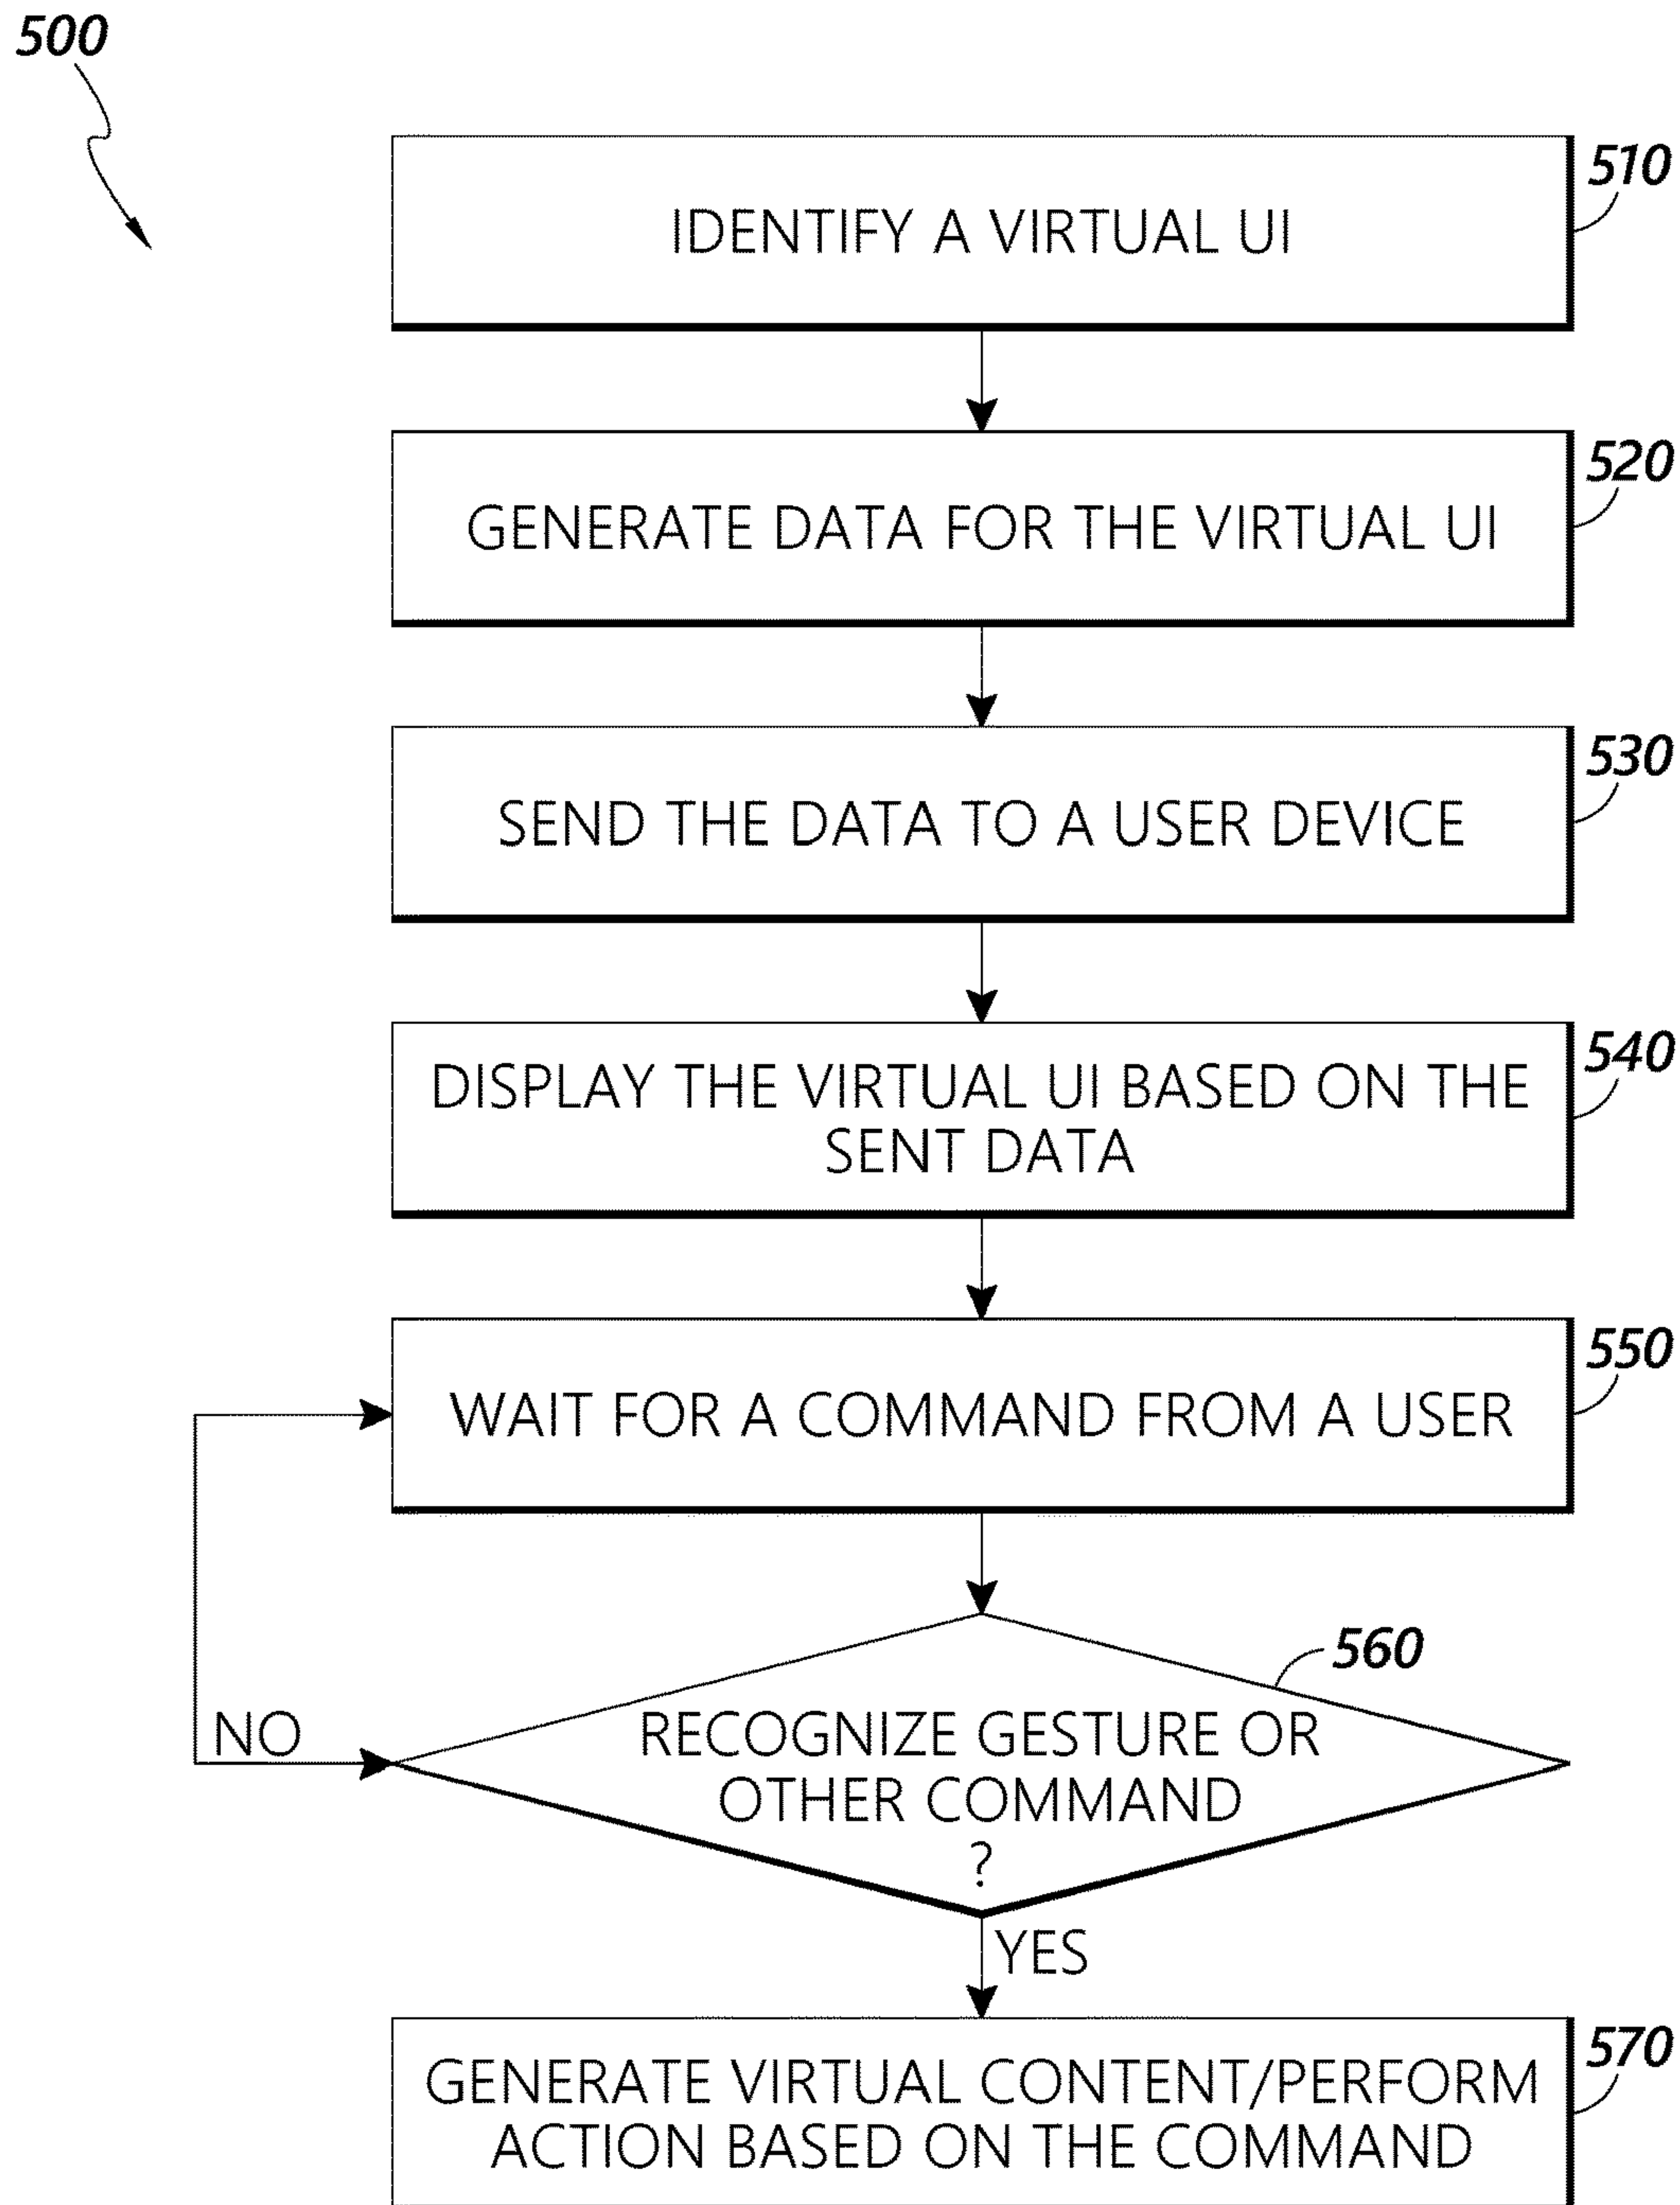 500
510
IDENTIFY A VIRTUAL UI
520
GENERATE DATA FOR THE VIRTUAL UI
530
SEND THE DATA TO A USER DEVICE
540
DISPLAY THE VIRTUAL UI BASED ON THE
SENT DATA
550
WAIT FOR A COMMAND FROM A USER
560
NO
RECOGNIZE GESTURE OR
OTHER COMMAND
?
YES
570
GENERATE VIRTUAL CONTENT/PERFORM
ACTION BASED ON THE COMMAND